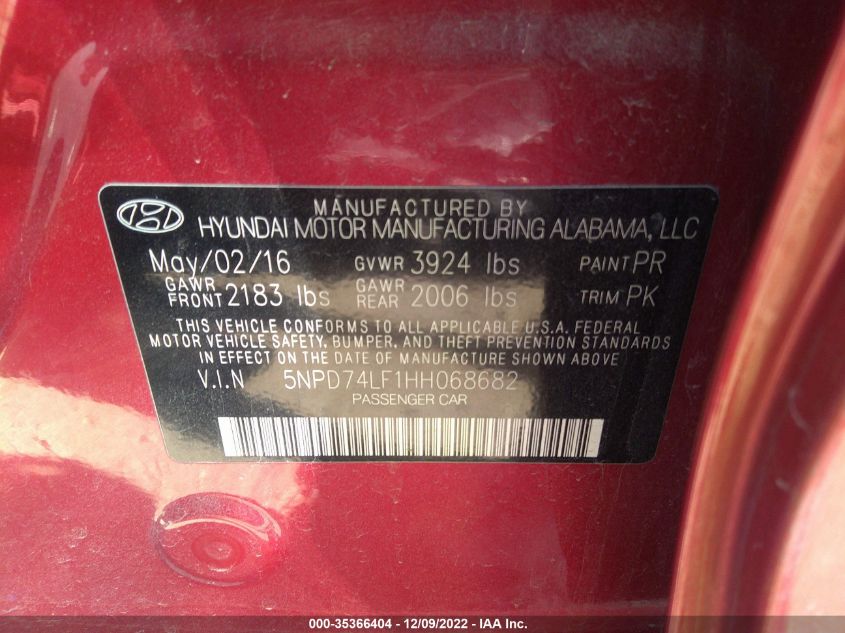 MANUFACTURED BY
HYUNDAI MOTOR MANUFACTURING ALABAMA, LLC
May/02/16 GVWR 3924 lbs PAINT PR
GAWR FRONT 2183 lbs GAWR REAR 2006 lbs TRIM PK
THIS VEHICLE CONFORMS TO ALL APPLICABLE U.S.A. FEDERAL
MOTOR VEHICLE SAFETY, BUMPER, AND THEFT PREVENTION STANDARDS
IN EFFECT ON THE DATE OF MANUFACTURE SHOWN ABOVE
V.I.N 5NPD74LF1HH068682
PASSENGER CAR
000-35366404 - 12/09/2022 - IAA Inc.